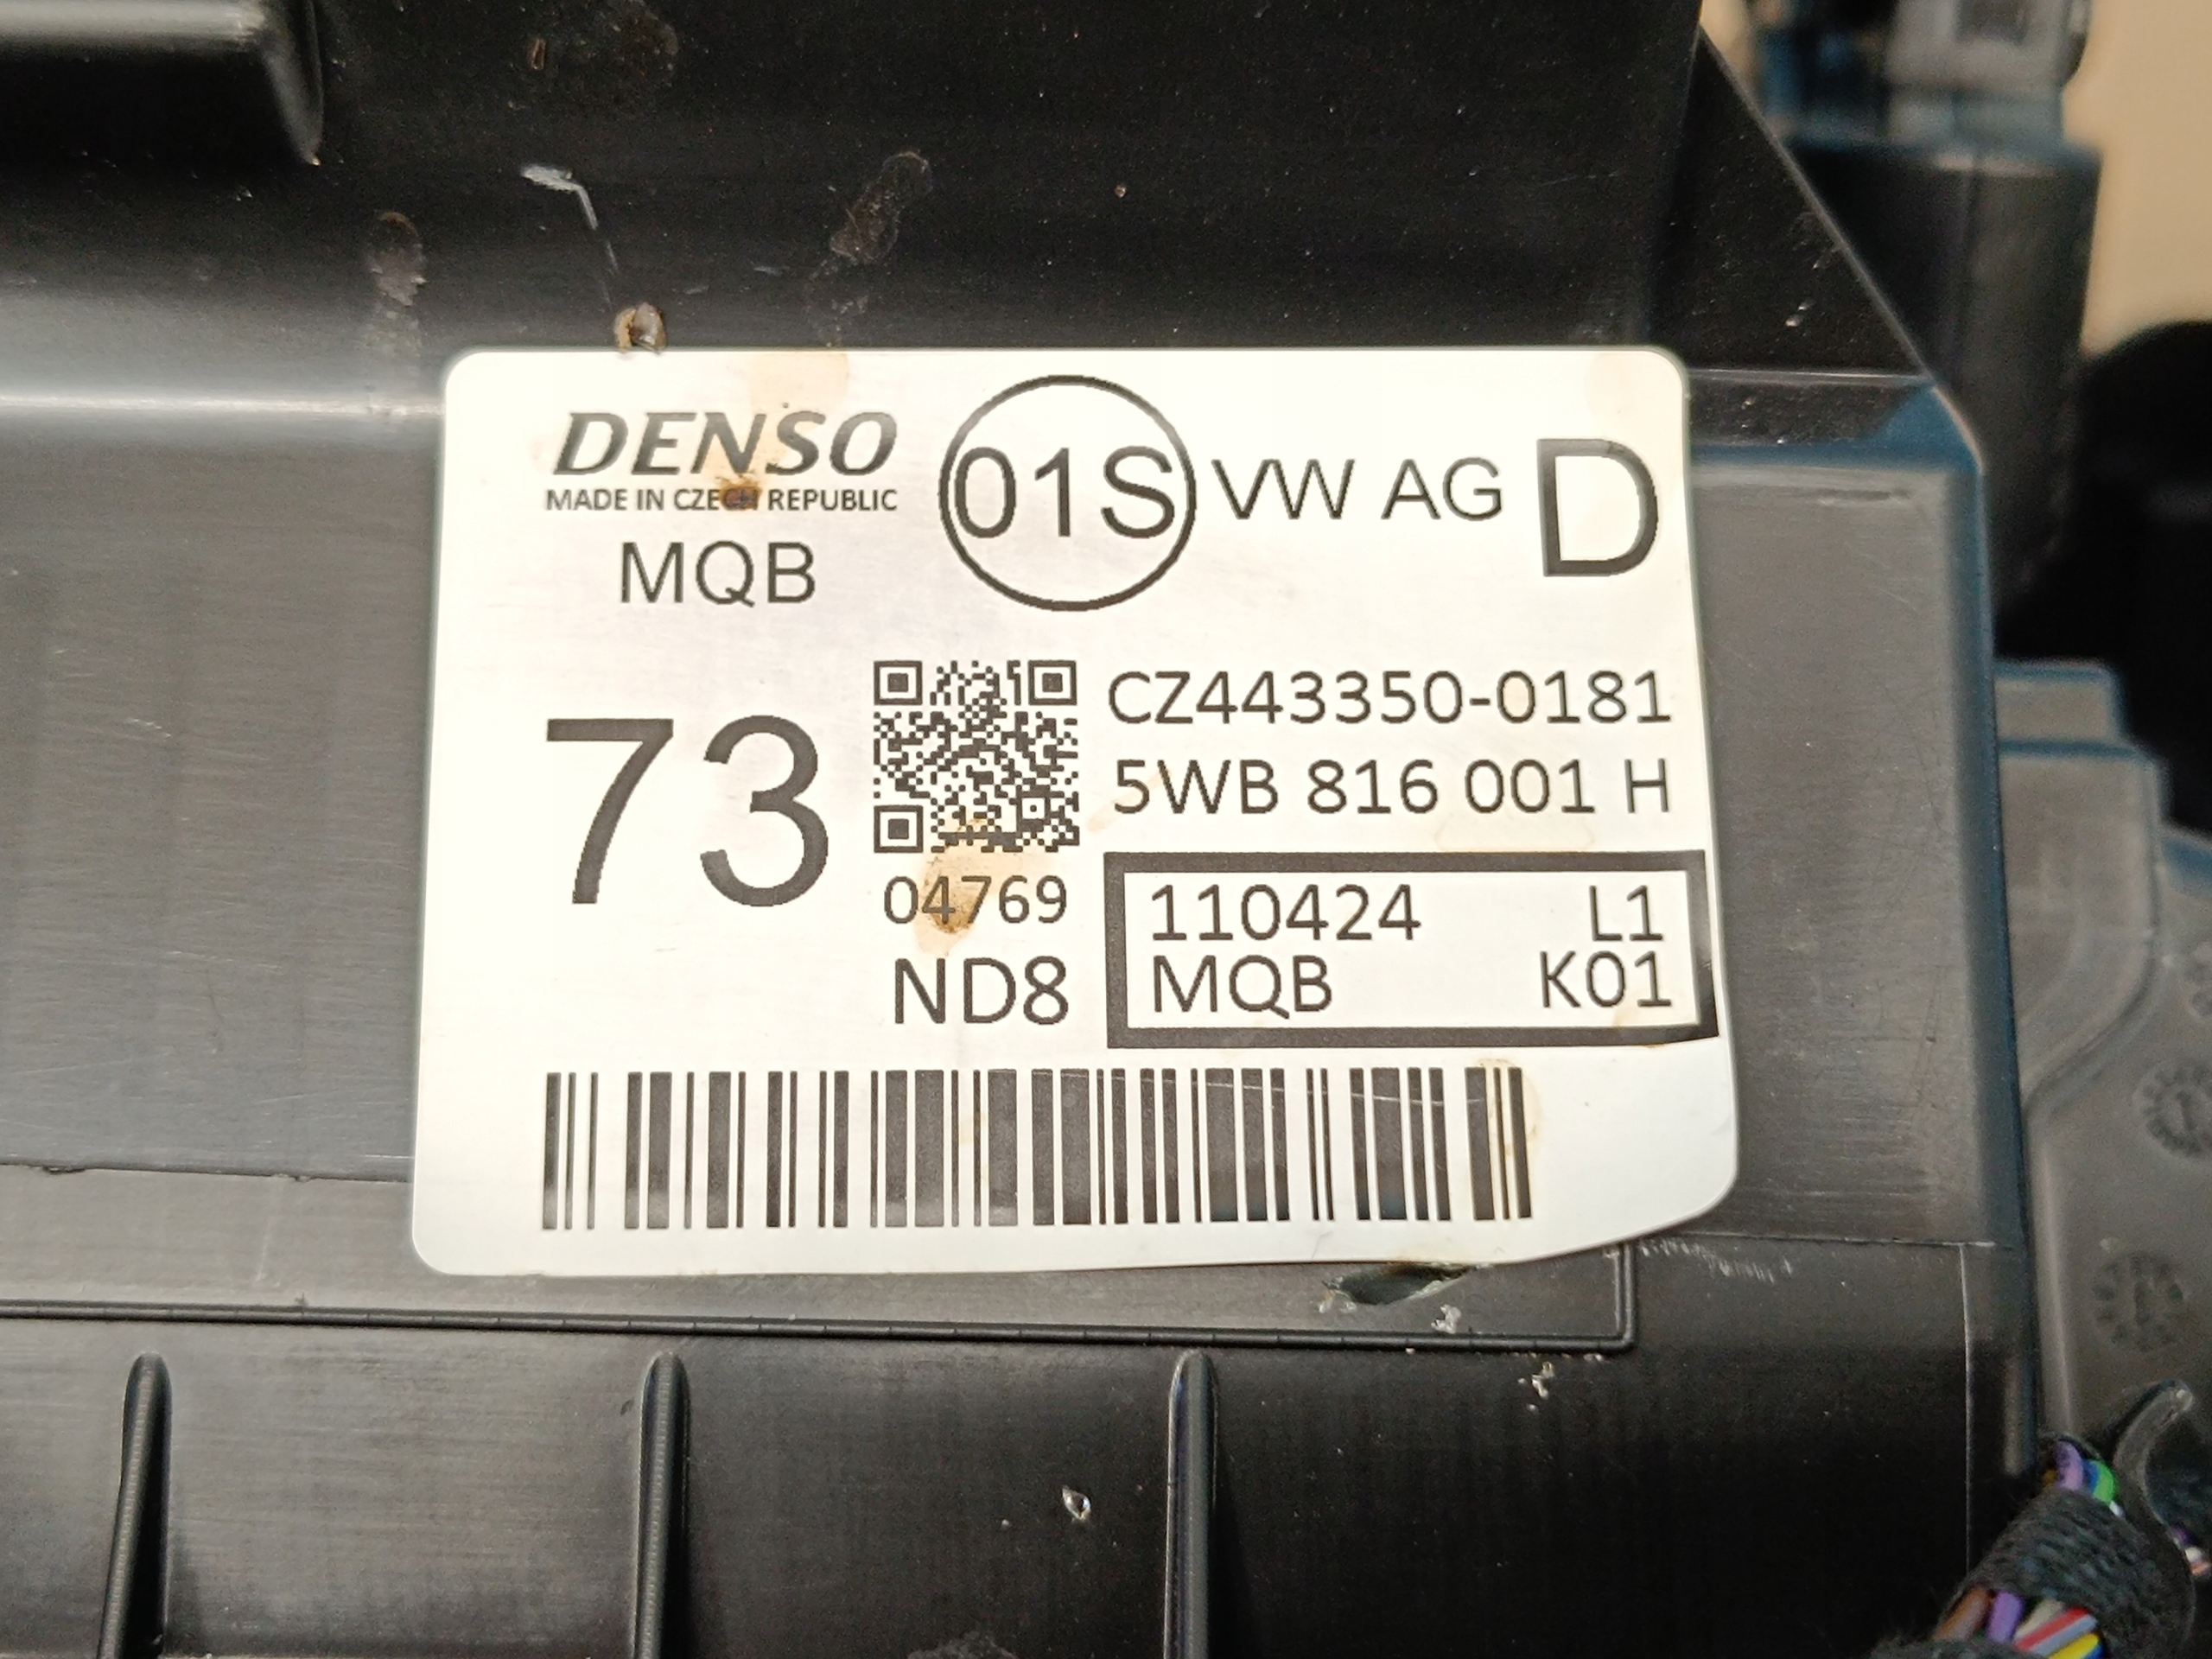 DENSO
MADE IN CZECH REPUBLIC
MQB
01S
VW AG
D
73
CZ443350-0181
5WB 816 001 H
04769
ND8
110424 L1
MQB K01